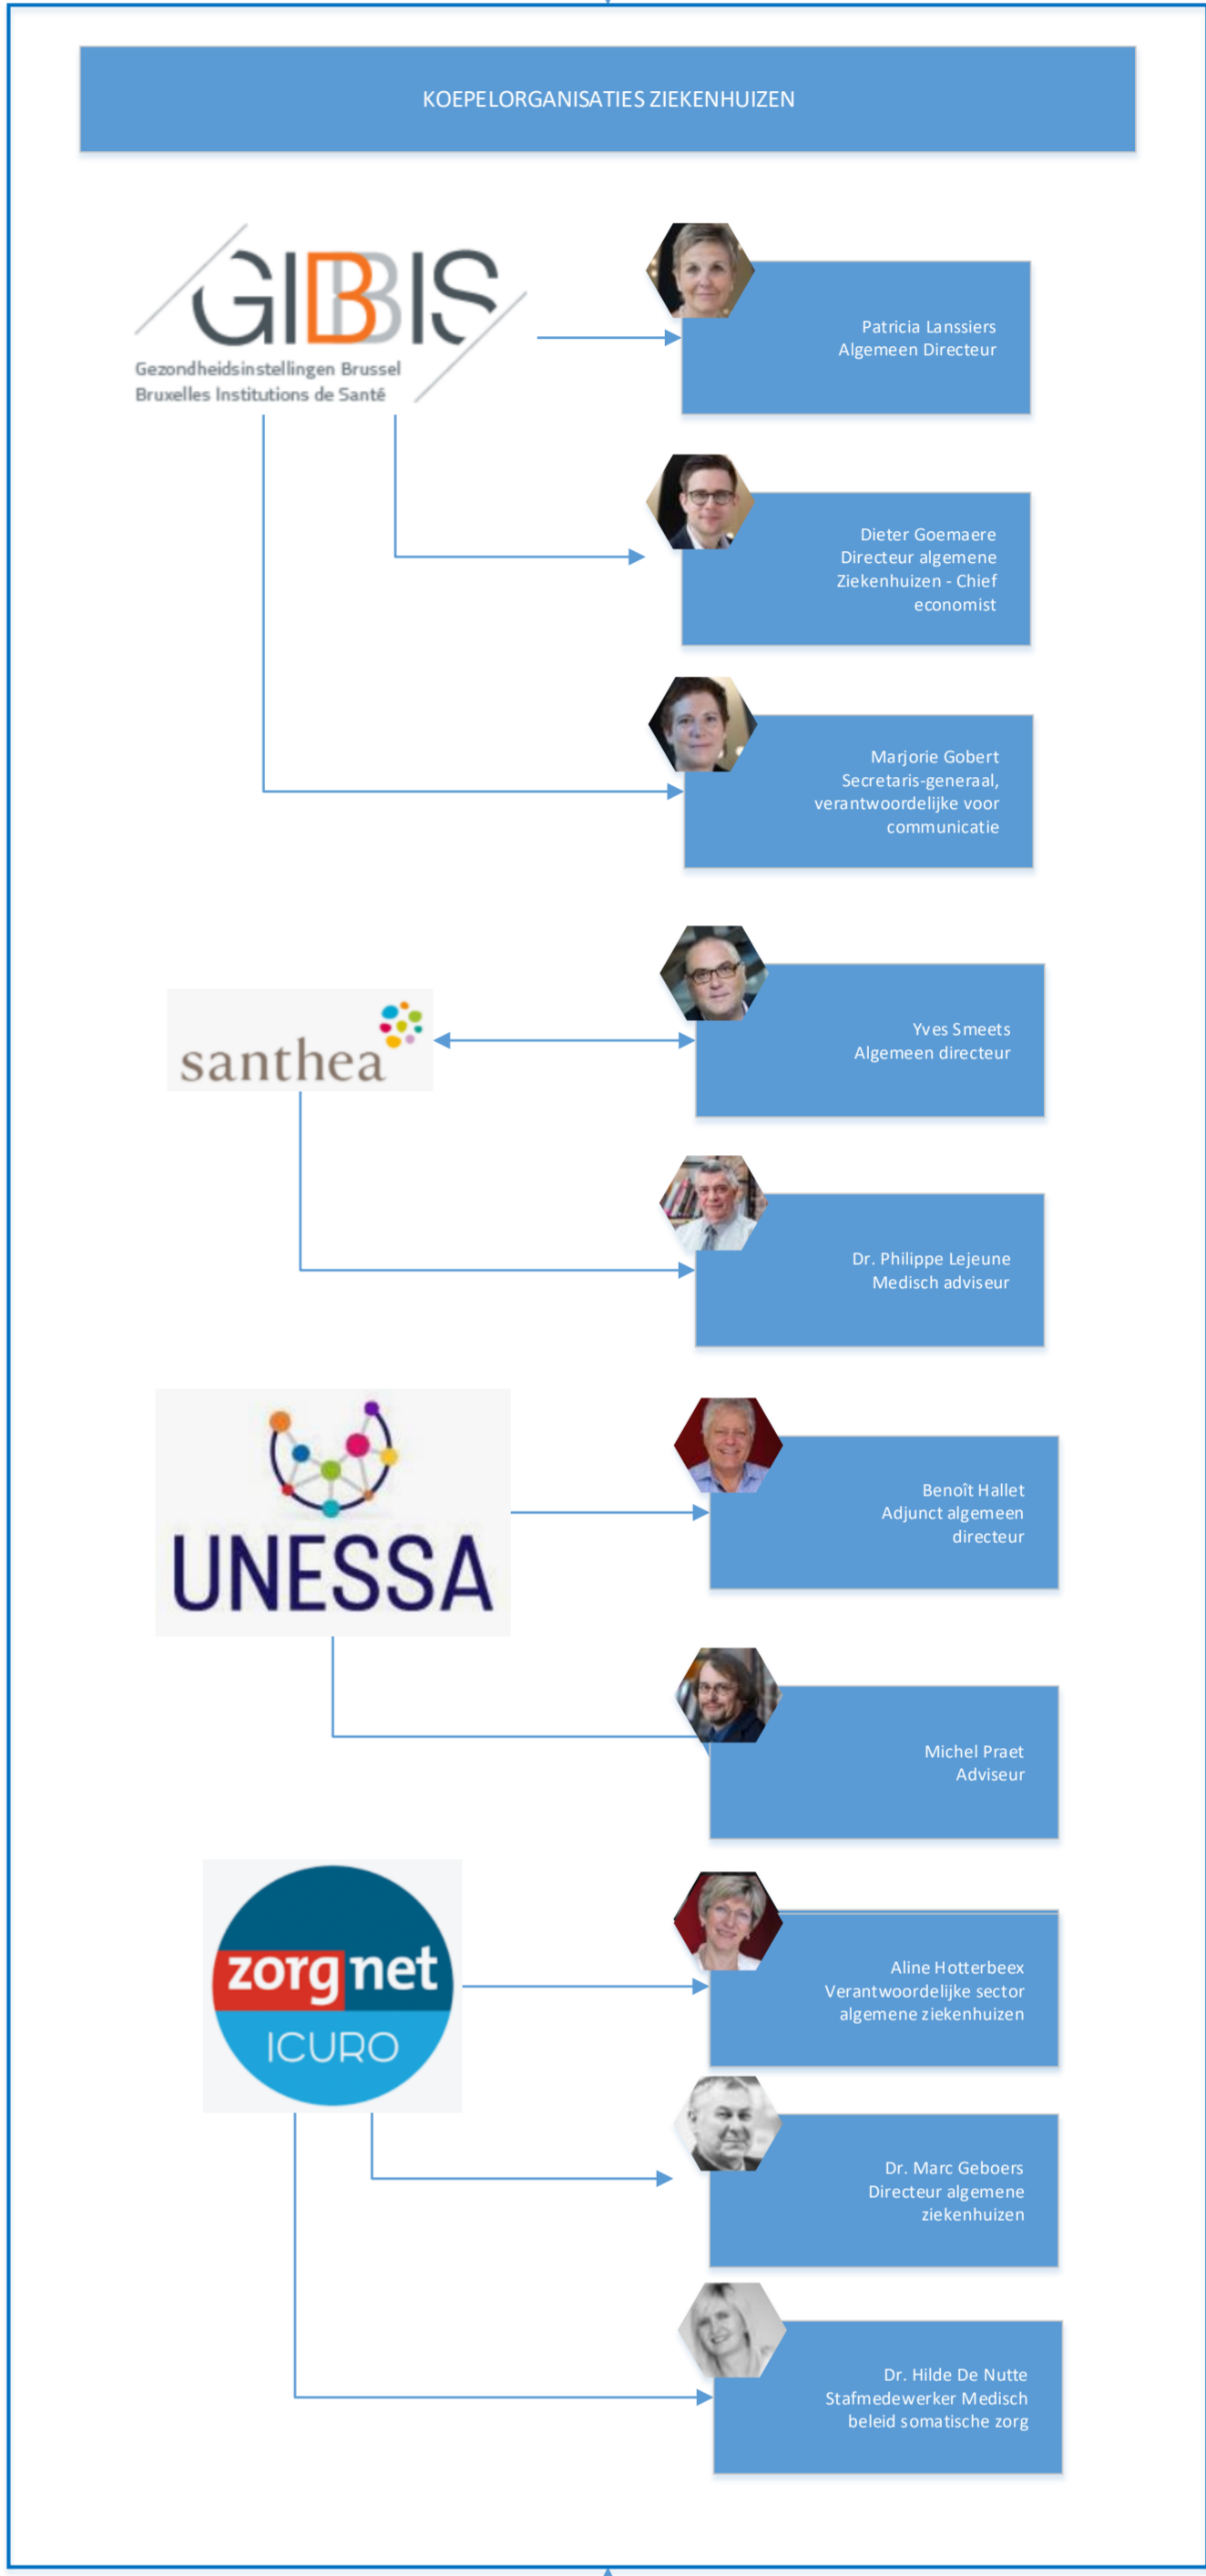 KOEPELORGANISATIES ZIEKENHUIZEN
GIBBIS
Gezondheidsinstellingen Brussel
Bruxelles Institutions de Santé
Patricia Lanssiers
Algemeen Directeur
Dieter Goemaere
Directeur algemene
Ziekenhuizen - Chief
economist
Marjorie Gobert
Secretaris-generaal,
verantwoordelijke voor
communicatie
santhea
Yves Smeets
Algemeen directeur
Dr. Philippe Lejeune
Medisch adviseur
UNESSA
Benoît Hallet
Adjunct algemeen
directeur
Michel Praet
Adviseur
zorgnet
ICURO
Aline Hotterbeex
Verantwoordelijke sector
algemene ziekenhuizen
Dr. Marc Geboers
Directeur algemene
ziekenhuizen
Dr. Hilde De Nutte
Stafmedewerker Medisch
beleid somatische zorg